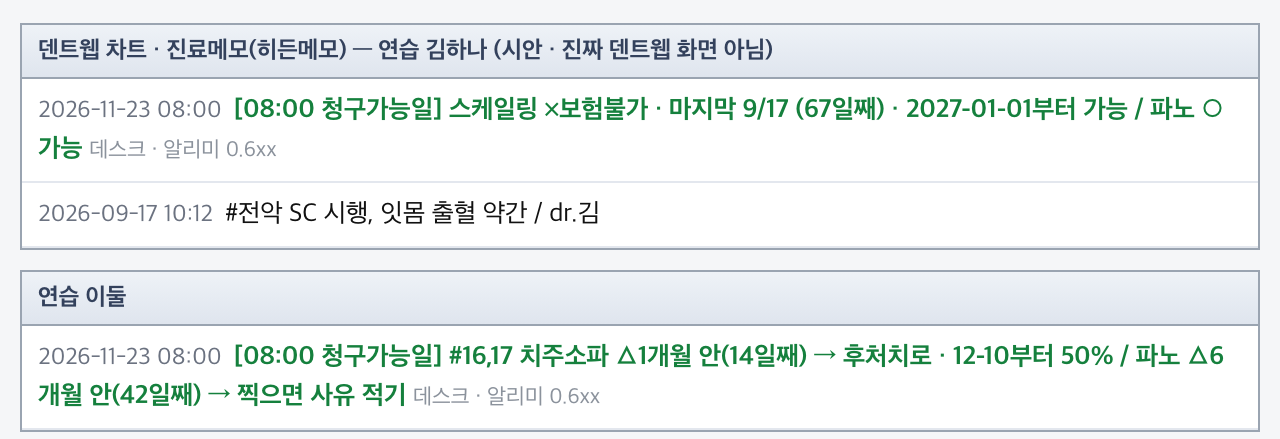 덴트웹 차트 · 진료메모(히든메모) — 연습 김하나 (시안 · 진짜 덴트웹 화면 아님)
2026-11-23 08:00 [08:00 청구가능일] 스케일링 ×보험불가 · 마지막 9/17 (67일째) · 2027-01-01부터 가능 / 파노 ○
가능 데스크 · 알리미 0.6xx
2026-09-17 10:12 #전악 SC 시행, 잇몸 출혈 약간 / dr.김
연습 이둘
2026-11-23 08:00 [08:00 청구가능일] #16,17 치주소파 △1개월 안(14일째) → 후처치로 · 12-10부터 50% / 파노 △6
개월 안(42일째) → 찍으면 사유 적기 데스크 · 알리미 0.6xx